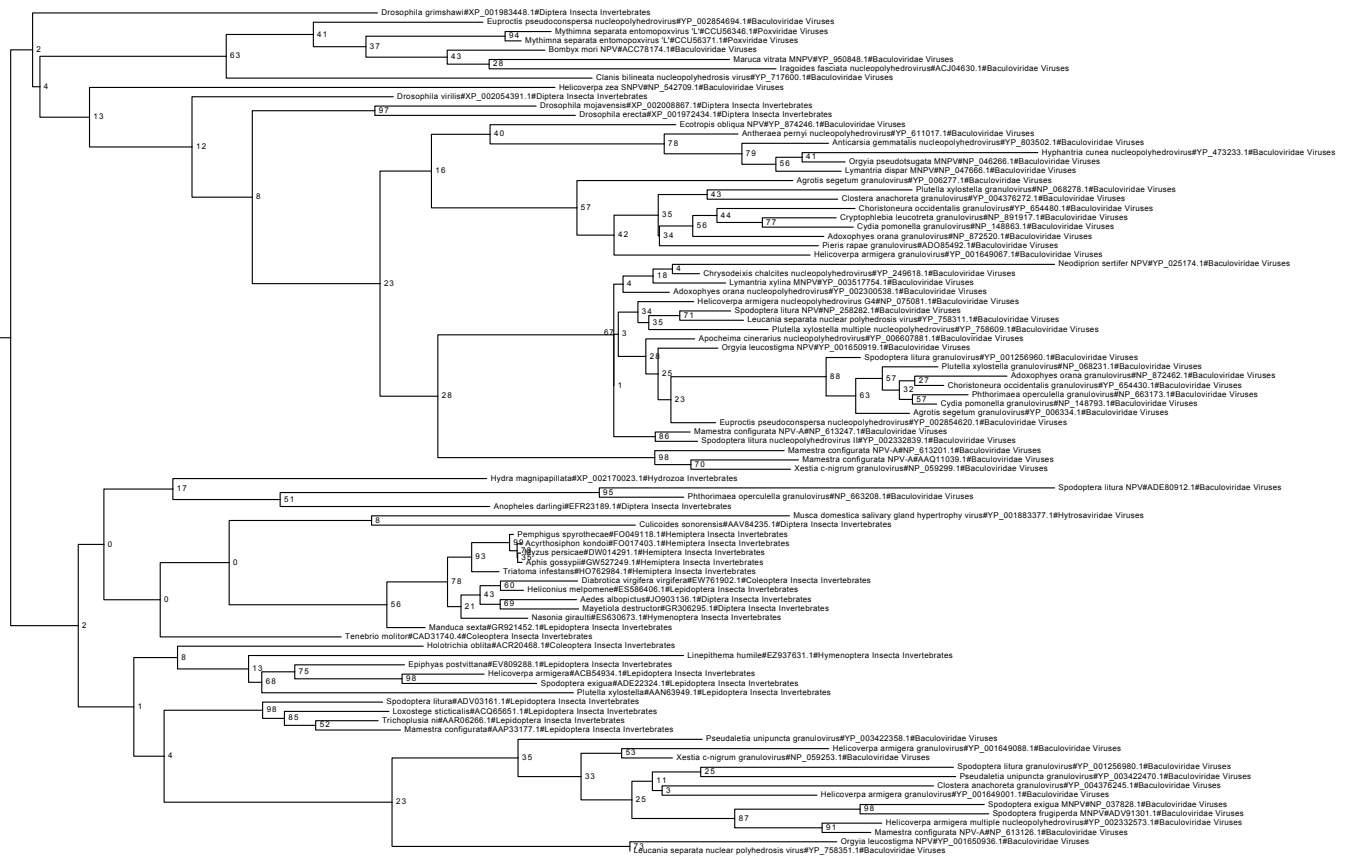 Drosophila grimshawi#XP_001983448.1#Diptera Insecta Invertebrates
Euproctis pseudoconspersa nucleopolyhedrovirus#YP_002854694.1#Baculoviridae Viruses
41
Mythimna separata entomopoxvirus 'L'#CCU56346.1#Poxviridae Viruses
94
Mythimna separata entomopoxvirus 'L'#CCU56371.1#Poxviridae Viruses
37
2
Bombyx mori NPV#ACC78174.1#Baculoviridae Viruses
63
43
Maruca vitrata MNPV#YP_950848.1#Baculoviridae Viruses
28
Iragoides fasciata nucleopolyhedrovirus#ACJ04630.1#Baculoviridae Viruses
Clanis bilineata nucleopolyhedrosis virus#YP_717600.1#Baculoviridae Viruses
4
Helicoverpa zea SNPV#NP_542709.1#Baculoviridae Viruses
Drosophila virilis#XP_002054391.1#Diptera Insecta Invertebrates
Drosophila mojavensis#XP_002008867.1#Diptera Insecta Invertebrates
97
13
Drosophila erecta#XP_001972434.1#Diptera Insecta Invertebrates
Ecotropis obliqua NPV#YP_874246.1#Baculoviridae Viruses
40
Antheraea pernyi nucleopolyhedrovirus#YP_611017.1#Baculoviridae Viruses
78
12
Anticarsia gemmatalis nucleopolyhedrovirus#YP_803502.1#Baculoviridae Viruses
79
Hyphantria cunea nucleopolyhedrovirus#YP_473233.1#Baculoviridae Viruses
41
56
Orgyia pseudotsugata MNPV#NP_046266.1#Baculoviridae Viruses
16
Lymantria dispar MNPV#NP_047666.1#Baculoviridae Viruses
Agrotis segetum granulovirus#YP_006277.1#Baculoviridae Viruses
Plutella xylostella granulovirus#NP_068278.1#Baculoviridae Viruses
43
8
Clostera anachoreta granulovirus#YP_004376272.1#Baculoviridae Viruses
57
Choristoneura occidentalis granulovirus#YP_654480.1#Baculoviridae Viruses
35
44
Cryptophlebia leucotreta granulovirus#NP_891917.1#Baculoviridae Viruses
77
56
Cydia pomonella granulovirus#NP_148863.1#Baculoviridae Viruses
42
34
Adoxophyes orana granulovirus#NP_872520.1#Baculoviridae Viruses
Pieris rapae granulovirus#ADO85492.1#Baculoviridae Viruses
Helicoverpa armigera granulovirus#YP_001649067.1#Baculoviridae Viruses
Neodiprion sertifer NPV#YP_025174.1#Baculoviridae Viruses
4
18
Chrysodeixis chalcites nucleopolyhedrovirus#YP_249618.1#Baculoviridae Viruses
23
4
Lymantria xylina MNPV#YP_003517754.1#Baculoviridae Viruses
Adoxophyes orana nucleopolyhedrovirus#YP_002300538.1#Baculoviridae Viruses
Helicoverpa armigera nucleopolyhedrovirus G4#NP_075081.1#Baculoviridae Viruses
34
Spodoptera litura NPV#NP_258282.1#Baculoviridae Viruses
71
35
Leucania separata nuclear polyhedrosis virus#YP_758311.1#Baculoviridae Viruses
67
3
Plutella xylostella multiple nucleopolyhedrovirus#YP_758609.1#Baculoviridae Viruses
Apocheima cinerarius nucleopolyhedrovirus#YP_006607881.1#Baculoviridae Viruses
28
Orgyia leucostigma NPV#YP_001650919.1#Baculoviridae Viruses
Spodoptera litura granulovirus#YP_001256960.1#Baculoviridae Viruses
25
88
Plutella xylostella granulovirus#NP_068231.1#Baculoviridae Viruses
1
57
Adoxophyes orana granulovirus#NP_872462.1#Baculoviridae Viruses
27
32
Choristoneura occidentalis granulovirus#YP_654430.1#Baculoviridae Viruses
28
63
Phthorimaea operculella granulovirus#NP_663173.1#Baculoviridae Viruses
57
23
Cydia pomonella granulovirus#NP_148793.1#Baculoviridae Viruses
Agrotis segetum granulovirus#YP_006334.1#Baculoviridae Viruses
Euproctis pseudoconspersa nucleopolyhedrovirus#YP_002854620.1#Baculoviridae Viruses
Mamestra configurata NPV-A#NP_613247.1#Baculoviridae Viruses
86
Spodoptera litura nucleopolyhedrovirus II#YP_002332839.1#Baculoviridae Viruses
Mamestra configurata NPV-A#NP_613201.1#Baculoviridae Viruses
98
Mamestra configurata NPV-A#AAQ11039.1#Baculoviridae Viruses
70
Xestia c-nigrum granulovirus#NP_059299.1#Baculoviridae Viruses
Hydra magnipapillata#XP_002170023.1#Hydrozoa Invertebrates
17
Spodoptera litura NPV#ADE80912.1#Baculoviridae Viruses
95
51
Phthorimaea operculella granulovirus#NP_663208.1#Baculoviridae Viruses
Anopheles darlingi#EFR23189.1#Diptera Insecta Invertebrates
Musca domestica salivary gland hypertrophy virus#YP_001883377.1#Hytrosaviridae Viruses
8
Culicoides sonorensis#AAV84235.1#Diptera Insecta Invertebrates
0
Pemphigus spyrothecae#FO049118.1#Hemiptera Insecta Invertebrates
99
Acyrthosiphon kondoi#FO017403.1#Hemiptera Insecta Invertebrates
Myzus persicae#DW014291.1#Hemiptera Insecta Invertebrates
93
Aphis gossypii#GW527249.1#Hemiptera Insecta Invertebrates
0
Triatoma infestans#HO762984.1#Hemiptera Insecta Invertebrates
78
Diabrotica virgifera virgifera#EW761902.1#Coleoptera Insecta Invertebrates
60
Heliconius melpomene#ES586406.1#Lepidoptera Insecta Invertebrates
43
Aedes albopictus#JO903136.1#Diptera Insecta Invertebrates
0
56
21
69
Mayetiola destructor#GR306295.1#Diptera Insecta Invertebrates
Nasonia giraulti#ES630673.1#Hymenoptera Insecta Invertebrates
2
Manduca sexta#GR921452.1#Lepidoptera Insecta Invertebrates
Tenebrio molitor#CAD31740.4#Coleoptera Insecta Invertebrates
Holotrichia oblita#ACR20468.1#Coleoptera Insecta Invertebrates
8
Linepithema humile#EZ937631.1#Hymenoptera Insecta Invertebrates
13
Epiphyas postvittana#EV809288.1#Lepidoptera Insecta Invertebrates
75
Helicoverpa armigera#ACB54934.1#Lepidoptera Insecta Invertebrates
68
98
Spodoptera exigua#ADE22324.1#Lepidoptera Insecta Invertebrates
Plutella xylostella#AAN63949.1#Lepidoptera Insecta Invertebrates
1
Spodoptera litura#ADV03161.1#Lepidoptera Insecta Invertebrates
98
Loxostege sticticalis#ACQ65651.1#Lepidoptera Insecta Invertebrates
85
Trichoplusia ni#AAR06266.1#Lepidoptera Insecta Invertebrates
52
Mamestra configurata#AAP33177.1#Lepidoptera Insecta Invertebrates
Pseudaletia unipuncta granulovirus#YP_003422358.1#Baculoviridae Viruses
4
35
Helicoverpa armigera granulovirus#YP_001649088.1#Baculoviridae Viruses
53
Xestia c-nigrum granulovirus#NP_059253.1#Baculoviridae Viruses
33
Spodoptera litura granulovirus#YP_001256980.1#Baculoviridae Viruses
25
Pseudaletia unipuncta granulovirus#YP_003422470.1#Baculoviridae Viruses
11
Clostera anachoreta granulovirus#YP_004376245.1#Baculoviridae Viruses
3
Helicoverpa armigera granulovirus#YP_001649001.1#Baculoviridae Viruses
23
25
Spodoptera exigua MNPV#NP_037828.1#Baculoviridae Viruses
98
Spodoptera frugiperda MNPV#ADV91301.1#Baculoviridae Viruses
87
Helicoverpa armigera multiple nucleopolyhedrovirus#YP_002332573.1#Baculoviridae Viruses
91
Mamestra configurata NPV-A#NP_613126.1#Baculoviridae Viruses
Orgyia leucostigma NPV#YP_001650936.1#Baculoviridae Viruses
73
Leucania separata nuclear polyhedrosis virus#YP_758351.1#Baculoviridae Viruses